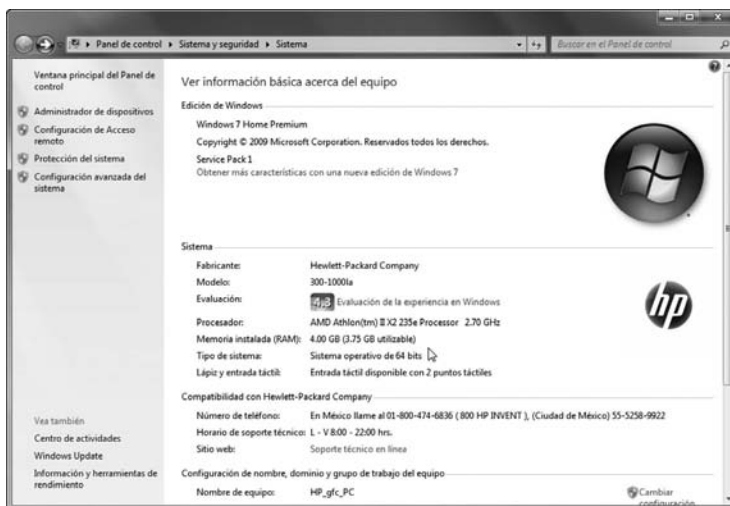 Panel de control ▸ Sistema y seguridad ▸ Sistema
Buscar en el Panel de control
Ventana principal del Panel de
control
Administrador de dispositivos
Configuración de Acceso
remoto
Protección del sistema
Configuración avanzada del
sistema
Vea también
Centro de actividades
Windows Update
Información y herramientas de
rendimiento
Ver información básica acerca del equipo
Edición de Windows
Windows 7 Home Premium
Copyright © 2009 Microsoft Corporation. Reservados todos los derechos.
Service Pack 1
Obtener más características con una nueva edición de Windows 7
Sistema
Fabricante: Hewlett-Packard Company
Modelo: 300-1000la
Evaluación: 4,3 Evaluación de la experiencia en Windows
Procesador: AMD Athlon(tm) II X2 235e Processor 2.70 GHz
Memoria instalada (RAM): 4.00 GB (3.75 GB utilizable)
Tipo de sistema: Sistema operativo de 64 bits
Lápiz y entrada táctil: Entrada táctil disponible con 2 puntos táctiles
hp
Compatibilidad con Hewlett-Packard Company
Número de teléfono: En México llame al 01-800-474-6836 ( 800 HP INVENT ), (Ciudad de México) 55-5258-9922
Horario de soporte técnico: L - V 8:00 - 22:00 hrs.
Sitio web: Soporte técnico en línea
Configuración de nombre, dominio y grupo de trabajo del equipo
Nombre de equipo: HP_gfc_PC
Cambiar
configuración